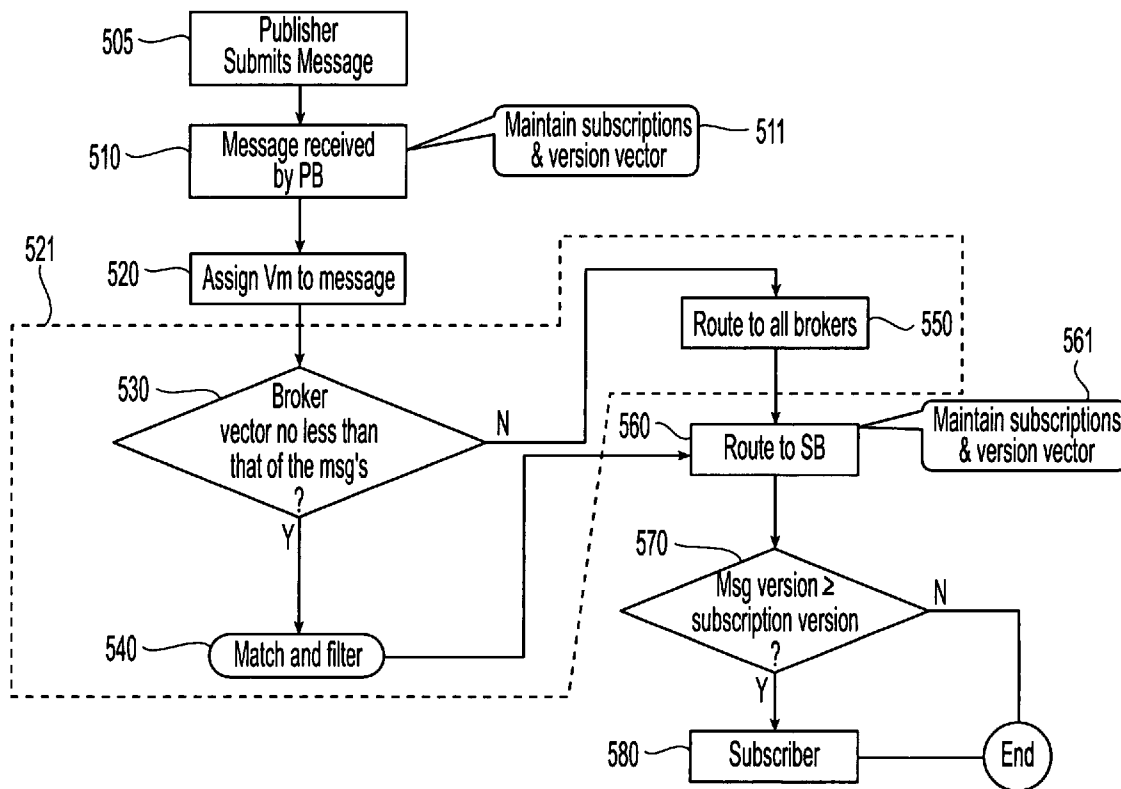 505
Publisher
Submits Message
510
Message received
by PB
Maintain subscriptions
& version vector
511
521
520
Assign Vm to message
Route to all brokers
550
530
Broker
vector no less than
that of the msg's
?
N
Y
561
Maintain subscriptions
& version vector
560
Route to SB
570
Msg version ≥
subscription version
?
N
Y
540
Match and filter
580
Subscriber
End